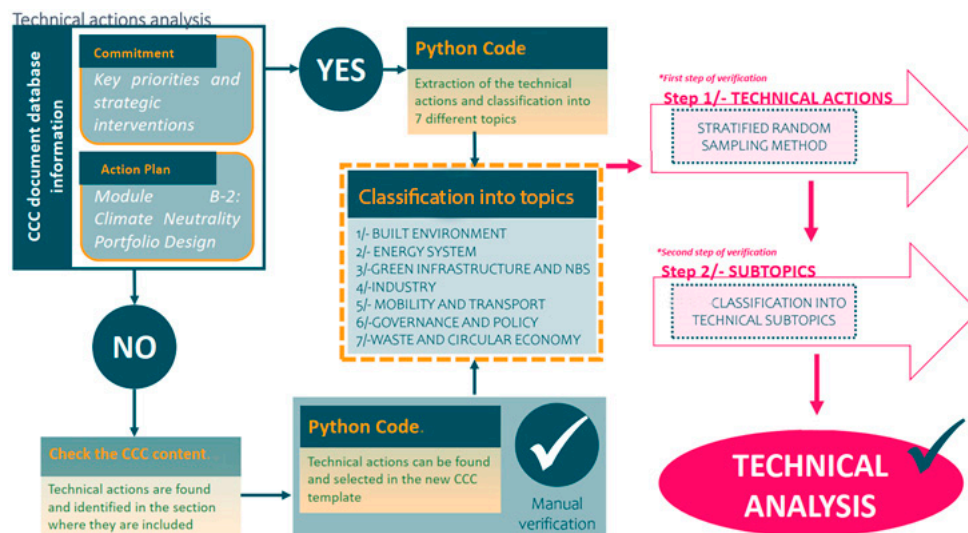 Technical actions analysis
CCC document database
information
Commitment
Key priorities and
strategic
interventions
Action Plan
Module B-2:
Climate Neutrality
Portfolio Design
YES
Python Code
Extraction of the technical
actions and classification into
7 different topics
Classification into topics
1/- BUILT ENVIRONMENT
2/- ENERGY SYSTEM
3/-GREEN INFRASTRUCTURE AND NBS
4/-INDUSTRY
5/- MOBILITY AND TRANSPORT
6/-GOVERNANCE AND POLICY
7/-WASTE AND CIRCULAR ECONOMY
NO
Check the CCC content. .
Technical actions are found
and identified in the section
where they are included
Python Code.
Technical actions can be found
and selected in the new CCC
template
Manual
verification
*First step of verification
Step 1/- TECHNICAL ACTIONS
STRATIFIED RANDOM
SAMPLING METHOD
*Second step of verification
Step 2/- SUBTOPICS
CLASSIFICATION INTO
TECHNICAL SUBTOPICS
TECHNICAL
ANALYSIS